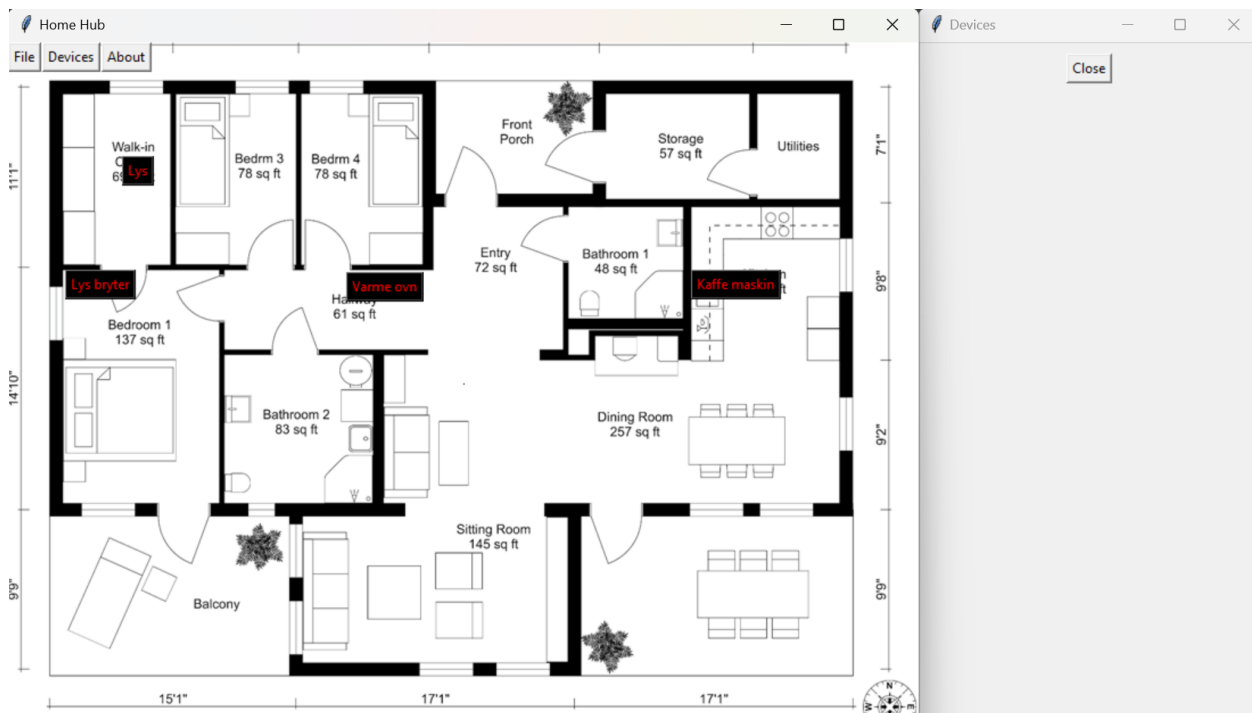 Home Hub
Devices
File
Devices
About
Close
Front
Porch
Storage
57 sq ft
Utilities
Walk-in
Lys
Bedrm 3
78 sq ft
Bedrm 4
78 sq ft
11'1"
7'1"
Entry
72 sq ft
Bathroom 1
48 sq ft
Lys bryter
Varme ovn
Kaffe maskin
61 sq ft
9'8"
Bedroom 1
137 sq ft
14'10"
Bathroom 2
83 sq ft
Dining Room
257 sq ft
9'2"
Sitting Room
145 sq ft
Balcony
9'9"
9'9"
15'1"
17'1"
17'1"
N
W
E